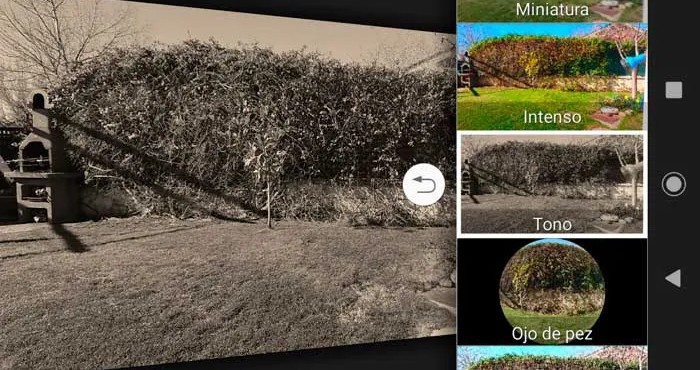 Miniatura
Intenso
Tono
Ojo de pez